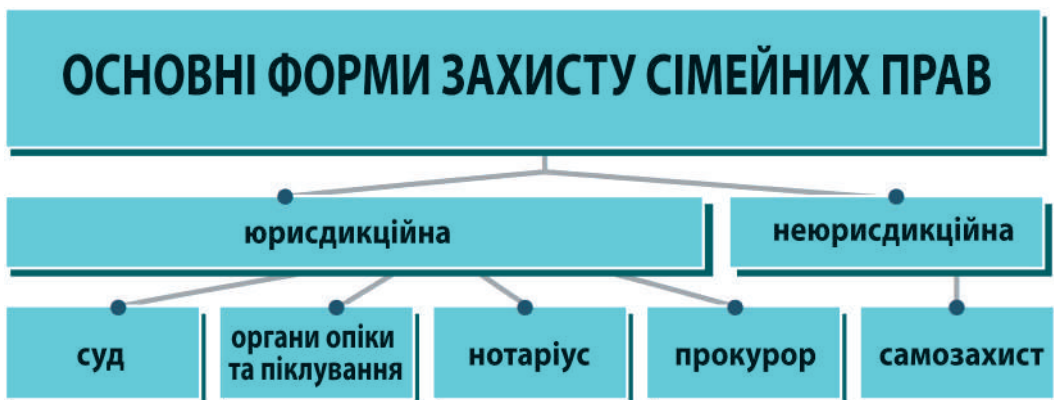 ОСНОВНІ ФОРМИ ЗАХИСТУ СІМЕЙНИХ ПРАВ
юрисдикційна
неюрисдикційна
суд
органи опіки
та піклування
нотаріус
прокурор
самозахист